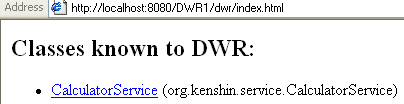 Address http://localhost:8080/DWR1/dwr/index.html
Classes known to DWR:
• CalculatorService (org.kenshin.service.CalculatorService)